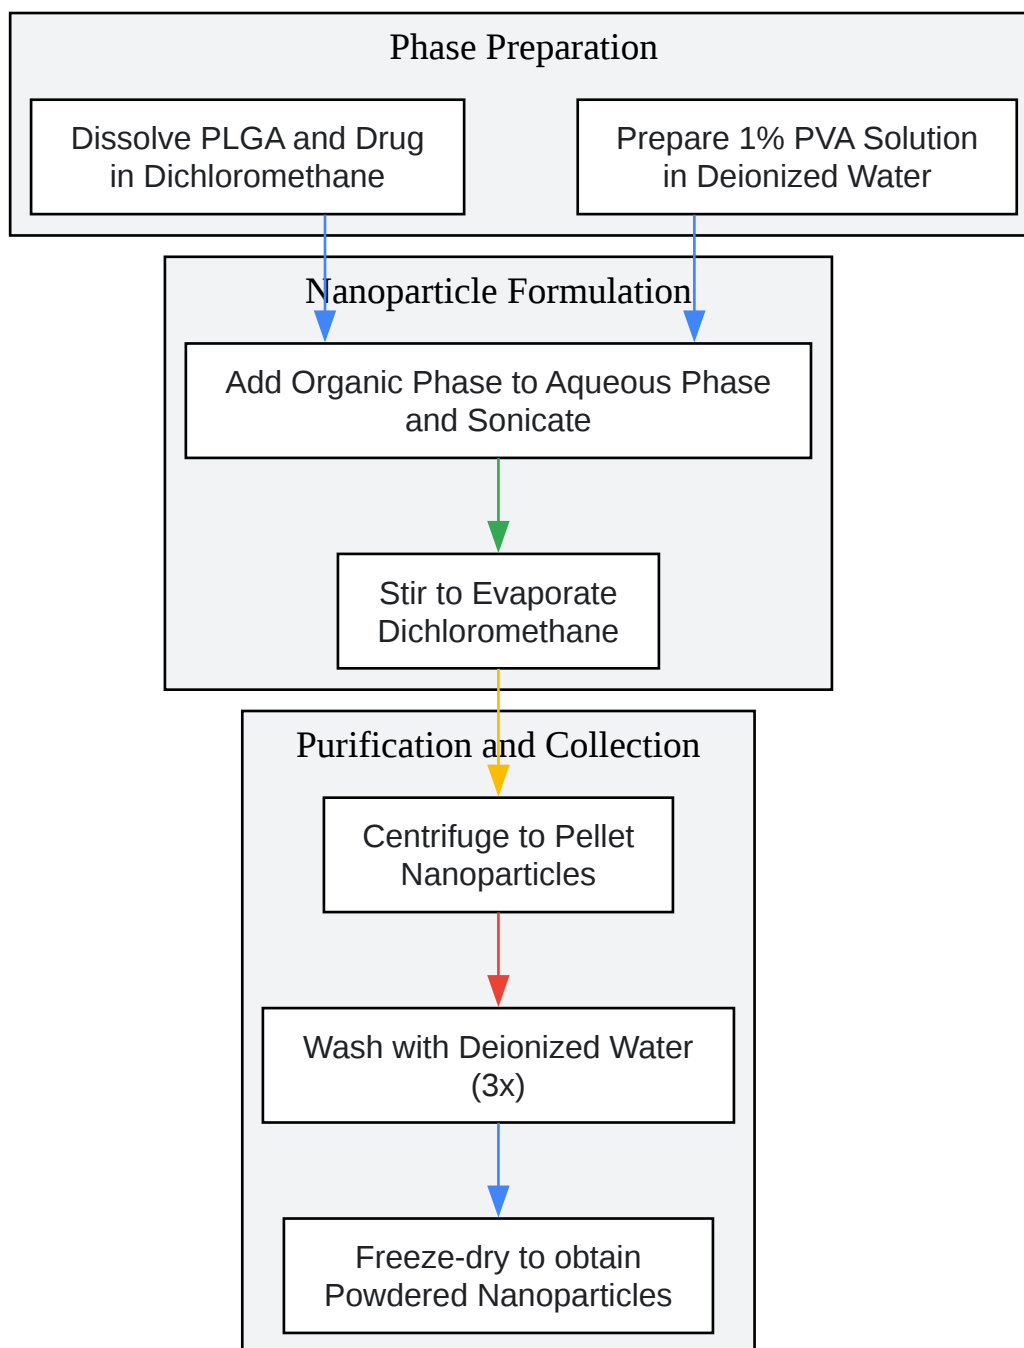 Phase Preparation
Dissolve PLGA and Drug
in Dichloromethane
Prepare 1% PVA Solution
in Deionized Water
Nanoparticle Formulation
Add Organic Phase to Aqueous Phase
and Sonicate
Stir to Evaporate
Dichloromethane
Purification and Collection
Centrifuge to Pellet
Nanoparticles
Wash with Deionized Water
(3x)
Freeze-dry to obtain
Powdered Nanoparticles